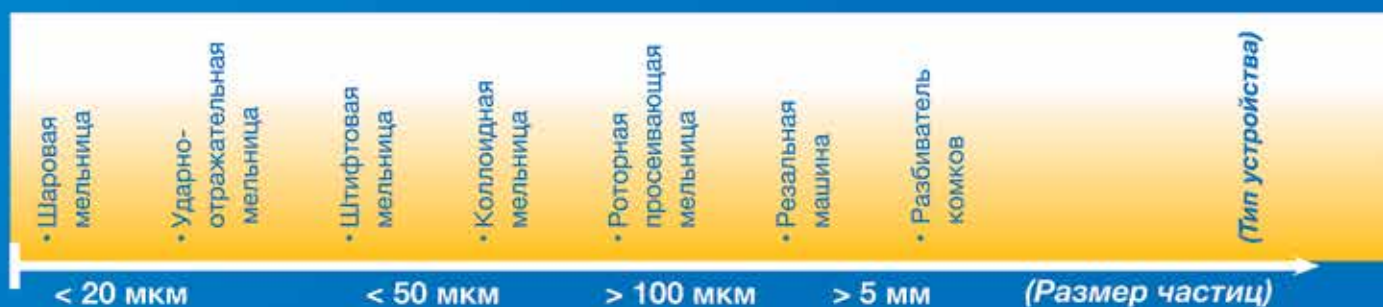 • Шаровая
мельница
• Ударно-
отражательная
мельница
• Штифтовая
мельница
• Коллоидная
мельница
• Роторная
просеивающая
мельница
• Резальная
машина
• Разбиватель
комков
(Тип устройства)
< 20 мкм
< 50 мкм
> 100 мкм
> 5 мм
(Размер частиц)